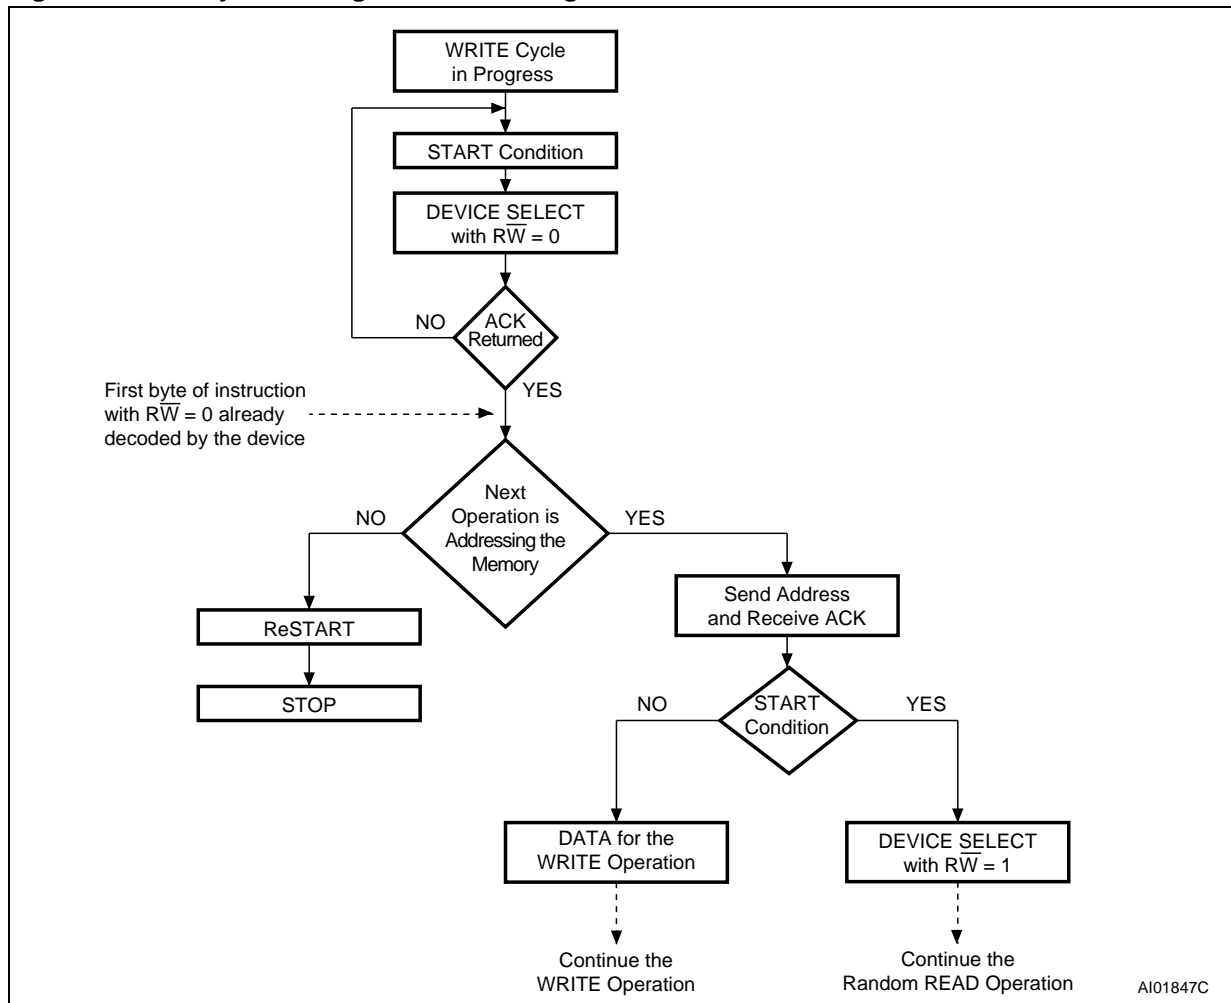 WRITE Cycle
in Progress
START Condition
DEVICE SELECT
with RW̅ = 0
NO
ACK
Returned
YES
First byte of instruction
with RW̅ = 0 already
decoded by the device
NO
Next
Operation is
Addressing the
Memory
YES
Send Address
and Receive ACK
ReSTART
STOP
NO
START
Condition
YES
DATA for the
WRITE Operation
DEVICE SELECT
with RW̅ = 1
Continue the
WRITE Operation
Continue the
Random READ Operation
AI01847C